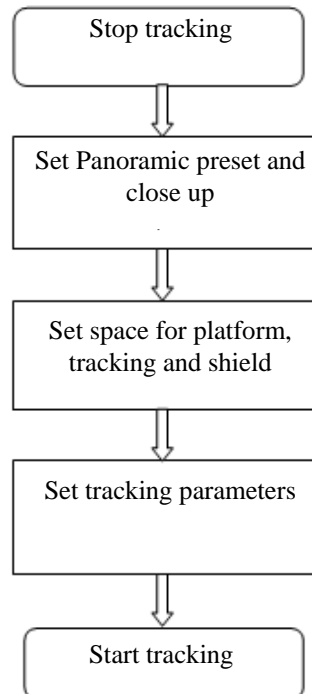 Stop tracking
Set Panoramic preset and
close up
Set space for platform,
tracking and shield
Set tracking parameters
Start tracking